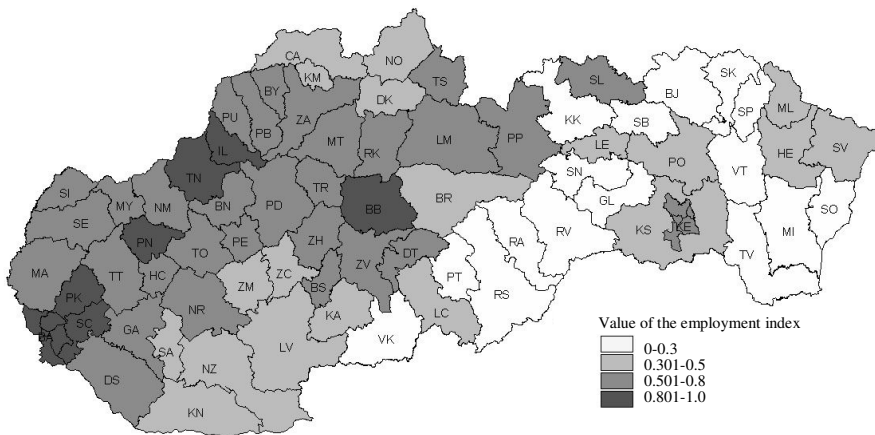 CA
NO
KM
TS
SL
SK
BJ
BY
DK
ML
SP
PU
ZA
KK
SB
PB
LM
PP
MT
RK
LE
HE
SV
IL
PO
TN
SN
VT
TR
BR
SI
BN
PD
BB
GL
MY
NM
SO
SE
KE
KS
RA
RV
MI
PN
PE
ZH
DT
TO
ZV
TV
MA
TT
HC
ZC
PT
ZM
BS
RS
PK
NR
KA
LC
SC
GA
VK
BA
SA
LV
NZ
DS
KN
Value of the employment index
0-0.3
0.301-0.5
0.501-0.8
0.801-1.0